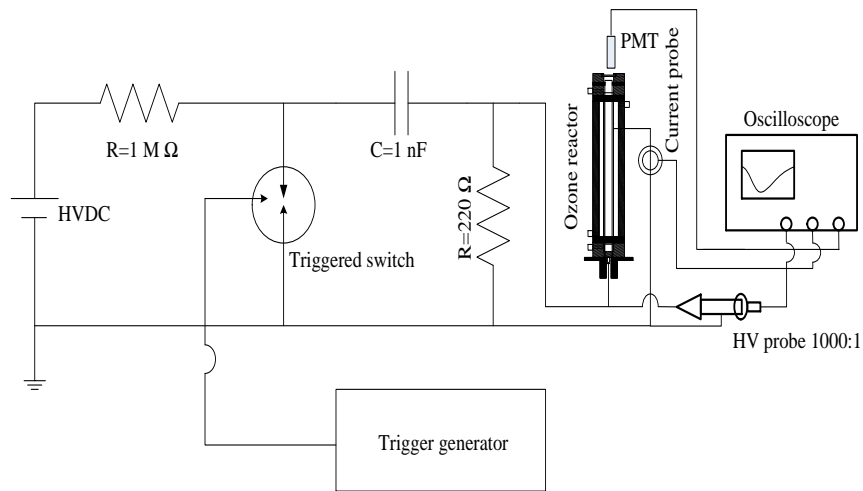 PMT
Current probe
Ozone reactor
Oscilloscope
R=1 M Ω
C=1 nF
R=220 Ω
HVDC
Triggered switch
HV probe 1000:1
Trigger generator